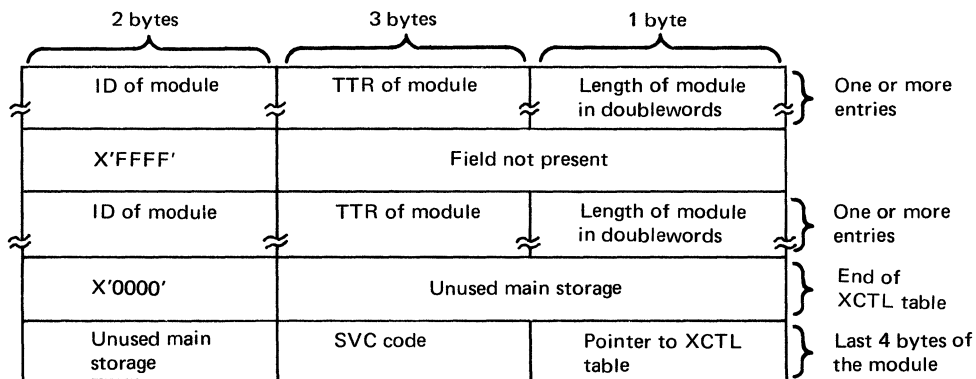 2 bytes
3 bytes
1 byte
ID of module
TTR of module
Length of module
in doublewords
One or more
entries
X'FFFF'
Field not present
ID of module
TTR of module
Length of module
in doublewords
One or more
entries
X'0000'
Unused main storage
End of
XCTL table
Unused main
storage
SVC code
Pointer to XCTL
table
Last 4 bytes of
the module